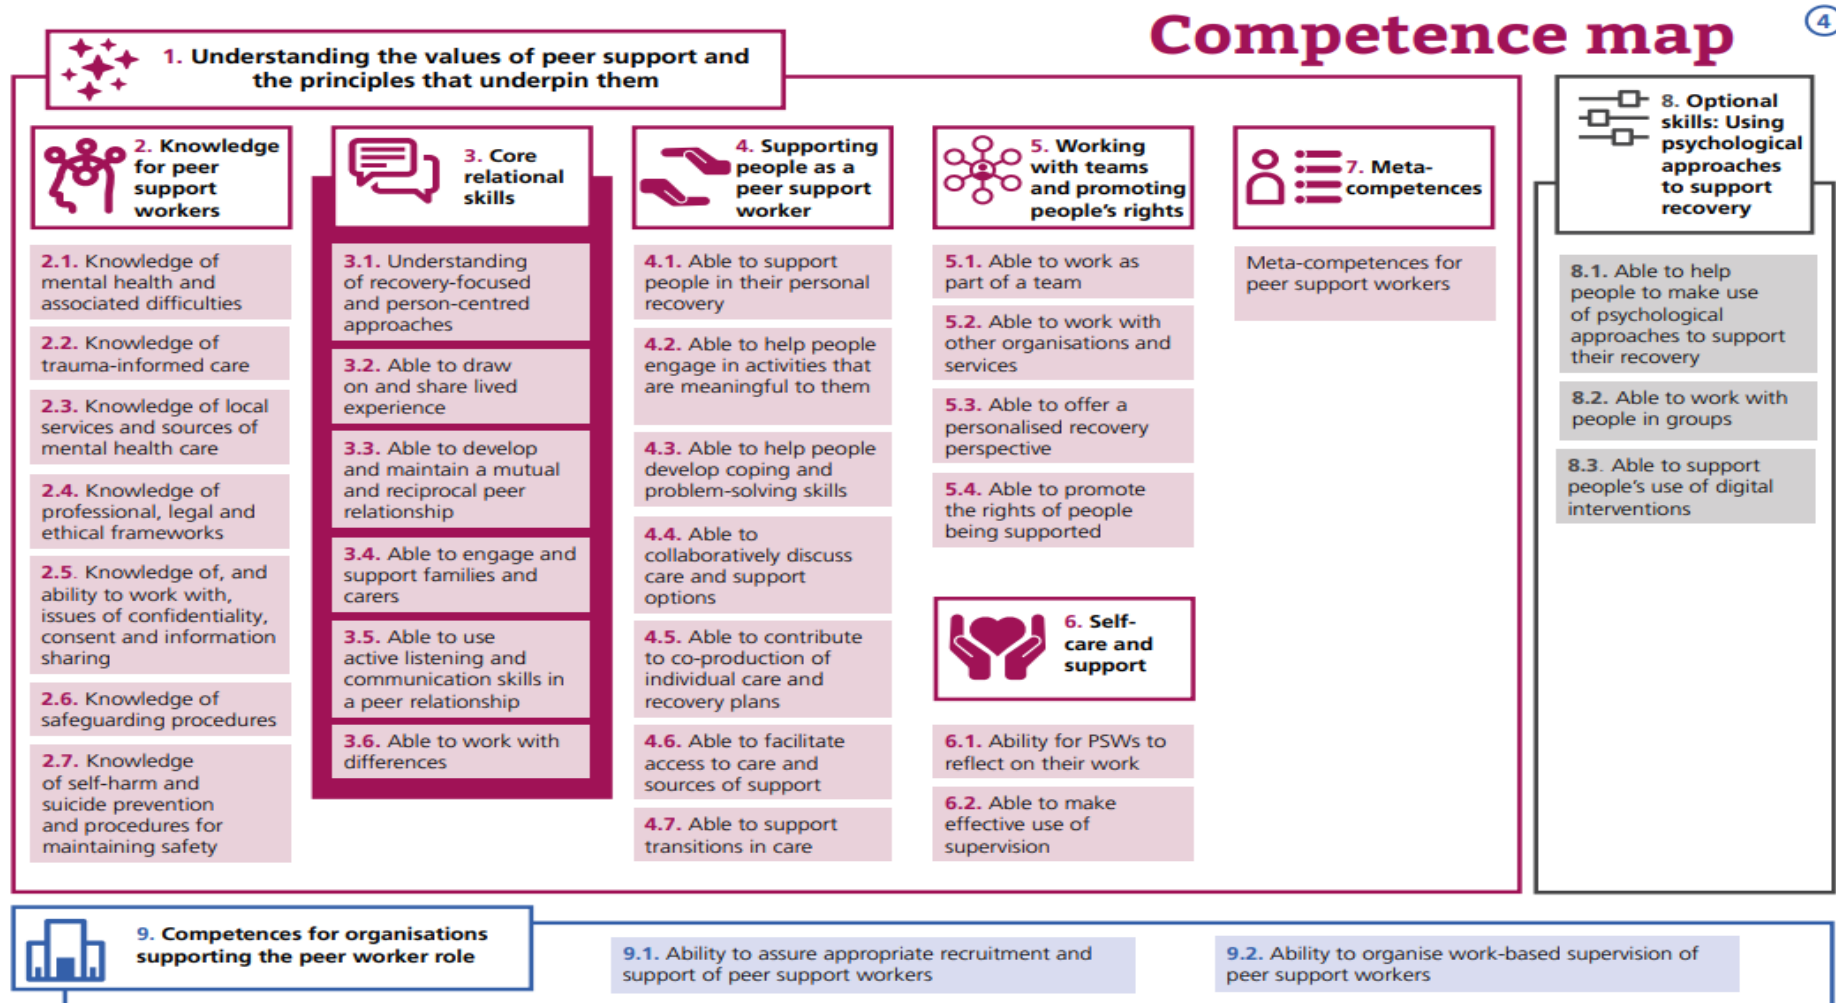 Competence map
4
1. Understanding the values of peer support and
the principles that underpin them
2. Knowledge
for peer
support
workers
2.1. Knowledge of
mental health and
associated difficulties
2.2. Knowledge of
trauma-informed care
2.3. Knowledge of local
services and sources of
mental health care
2.4. Knowledge of
professional, legal and
ethical frameworks
2.5. Knowledge of, and
ability to work with,
issues of confidentiality,
consent and information
sharing
2.6. Knowledge of
safeguarding procedures
2.7. Knowledge
of self-harm and
suicide prevention
and procedures for
maintaining safety
3. Core
relational
skills
3.1. Understanding
of recovery-focused
and person-centred
approaches
3.2. Able to draw
on and share lived
experience
3.3. Able to develop
and maintain a mutual
and reciprocal peer
relationship
3.4. Able to engage and
support families and
carers
3.5. Able to use
active listening and
communication skills in
a peer relationship
3.6. Able to work with
differences
4. Supporting
people as a
peer support
worker
4.1. Able to support
people in their personal
recovery
4.2. Able to help people
engage in activities that
are meaningful to them
4.3. Able to help people
develop coping and
problem-solving skills
4.4. Able to
collaboratively discuss
care and support
options
4.5. Able to contribute
to co-production of
individual care and
recovery plans
4.6. Able to facilitate
access to care and
sources of support
4.7. Able to support
transitions in care
5. Working
with teams
and promoting
people's rights
5.1. Able to work as
part of a team
5.2. Able to work with
other organisations and
services
5.3. Able to offer a
personalised recovery
perspective
5.4. Able to promote
the rights of people
being supported
6. Self-
care and
support
6.1. Ability for PSWs to
reflect on their work
6.2. Able to make
effective use of
supervision
7. Meta-
competences
Meta-competences for
peer support workers
8. Optional
skills: Using
psychological
approaches
to support
recovery
8.1. Able to help
people to make use
of psychological
approaches to support
their recovery
8.2. Able to work with
people in groups
8.3. Able to support
people's use of digital
interventions
9. Competences for organisations
supporting the peer worker role
9.1. Ability to assure appropriate recruitment and
support of peer support workers
9.2. Ability to organise work-based supervision of
peer support workers